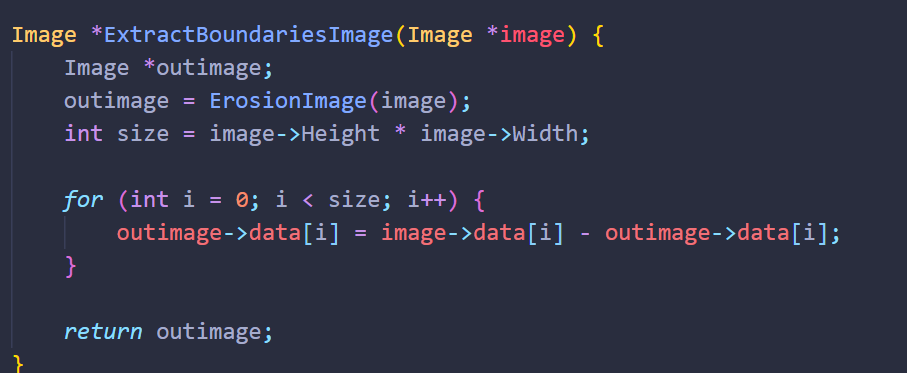 Image *ExtractBoundariesImage(Image *image) {
    Image *outimage;
    outimage = ErosionImage(image);
    int size = image->Height * image->Width;

    for (int i = 0; i < size; i++) {
        outimage->data[i] = image->data[i] - outimage->data[i];
    }

    return outimage;
}